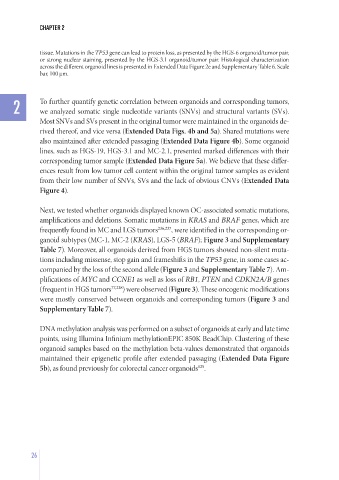 CHAPTER 2
tissue. Mutations in the TP53 gene can lead to protein loss, as presented by the HGS-6 organoid/tumor pair,
or strong nuclear staining, presented by the HGS-3.1 organoid/tumor pair. Histological characterization
across the different organoid lines is presented in Extended Data Figure 2c and Supplementary Table 6. Scale
bar, 100 µm.
2
To further quantify genetic correlation between organoids and corresponding tumors,
we analyzed somatic single nucleotide variants (SNVs) and structural variants (SVs).
Most SNVs and SVs present in the original tumor were maintained in the organoids de-
rived thereof, and vice versa (Extended Data Figs. 4b and 5a). Shared mutations were
also maintained after extended passaging (Extended Data Figure 4b). Some organoid
lines, such as HGS-19, HGS-3.1 and MC-2.1, presented marked differences with their
corresponding tumor sample (Extended Data Figure 5a). We believe that these differ-
ences result from low tumor cell content within the original tumor samples as evident
from their low number of SNVs, SVs and the lack of obvious CNVs (Extended Data
Figure 4).
Next, we tested whether organoids displayed known OC-associated somatic mutations,
amplifications and deletions. Somatic mutations in KRAS and BRAF genes, which are
frequently found in MC and LGS tumors, were identified in the corresponding or-
ganoid subtypes (MC-1, MC-2 (KRAS), LGS-5 (BRAF), Figure 3 and Supplementary
Table 7). Moreover, all organoids derived from HGS tumors showed non-silent muta-
tions including missense, stop gain and frameshifts in the TP53 gene, in some cases ac-
companied by the loss of the second allele (Figure 3 and Supplementary Table 7). Am-
plifications of MYC and CCNE1 as well as loss of RB1, PTEN and CDKN2A/B genes
(frequent in HGS tumors) were observed (Figure 3). These oncogenic modifications
were mostly conserved between organoids and corresponding tumors (Figure 3 and
Supplementary Table 7).
DNA methylation analysis was performed on a subset of organoids at early and late time
points, using Illumina Infinium methylationEPIC 850K BeadChip. Clustering of these
organoid samples based on the methylation beta-values demonstrated that organoids
maintained their epigenetic profile after extended passaging (Extended Data Figure
5b), as found previously for colorectal cancer organoids.
26